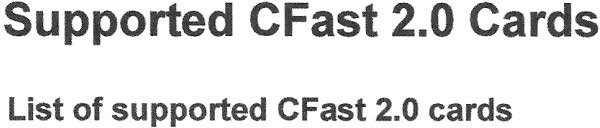 Supported CFast 2.0 Cards
List of supported CFast 2.0 cards